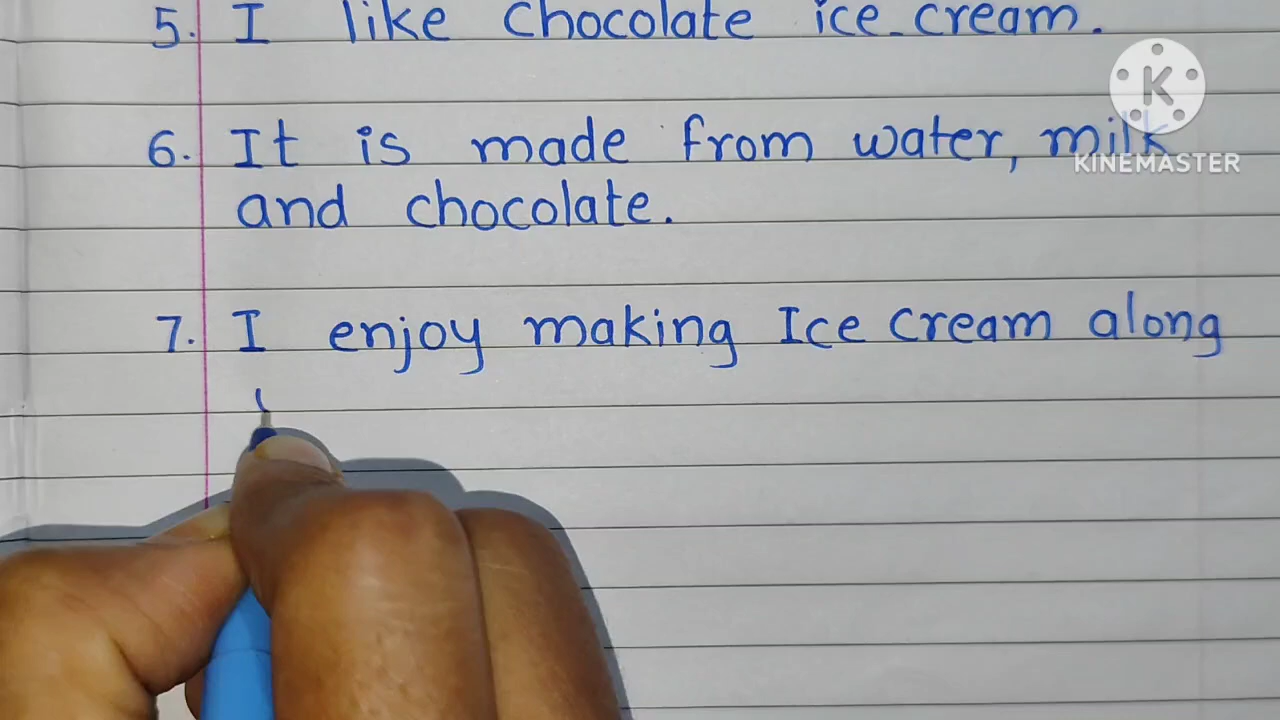 5. I like chocolate ice-cream.
6. It is made from water, milk
and chocolate.
7. I enjoy making Ice cream along
K
KINEMASTER